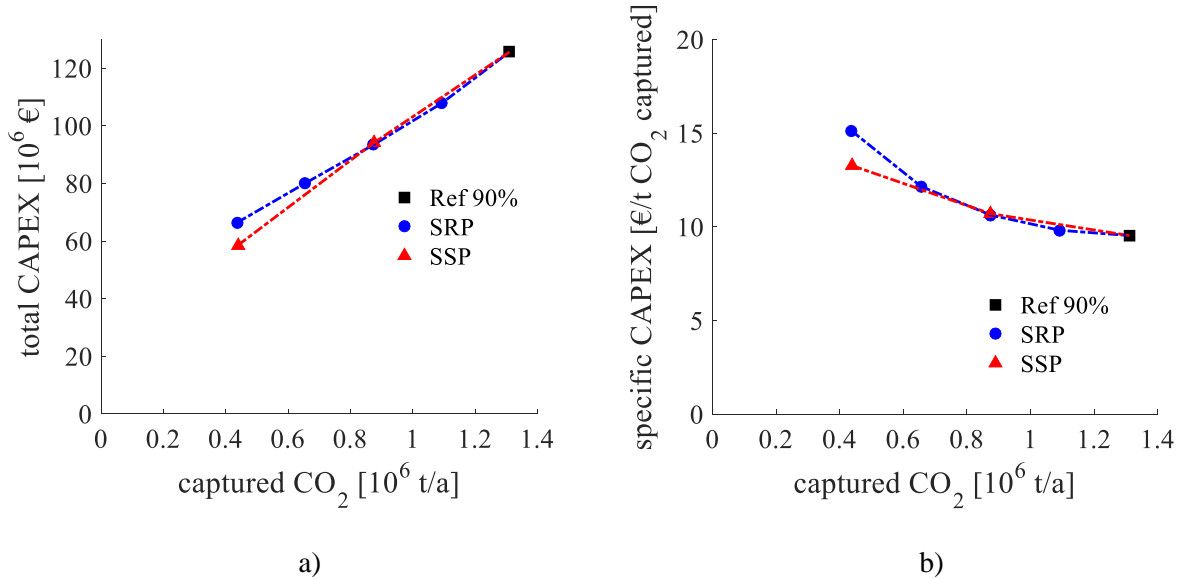 total CAPEX [10^6 €]
120
100
80
60
40
20
0
0 0.2 0.4 0.6 0.8 1 1.2 1.4
captured CO_2 [10^6 t/a]
Ref 90%
SRP
SSP
a)
specific CAPEX [€/t CO_2 captured]
20
15
10
5
0
0 0.2 0.4 0.6 0.8 1 1.2 1.4
captured CO_2 [10^6 t/a]
Ref 90%
SRP
SSP
b)